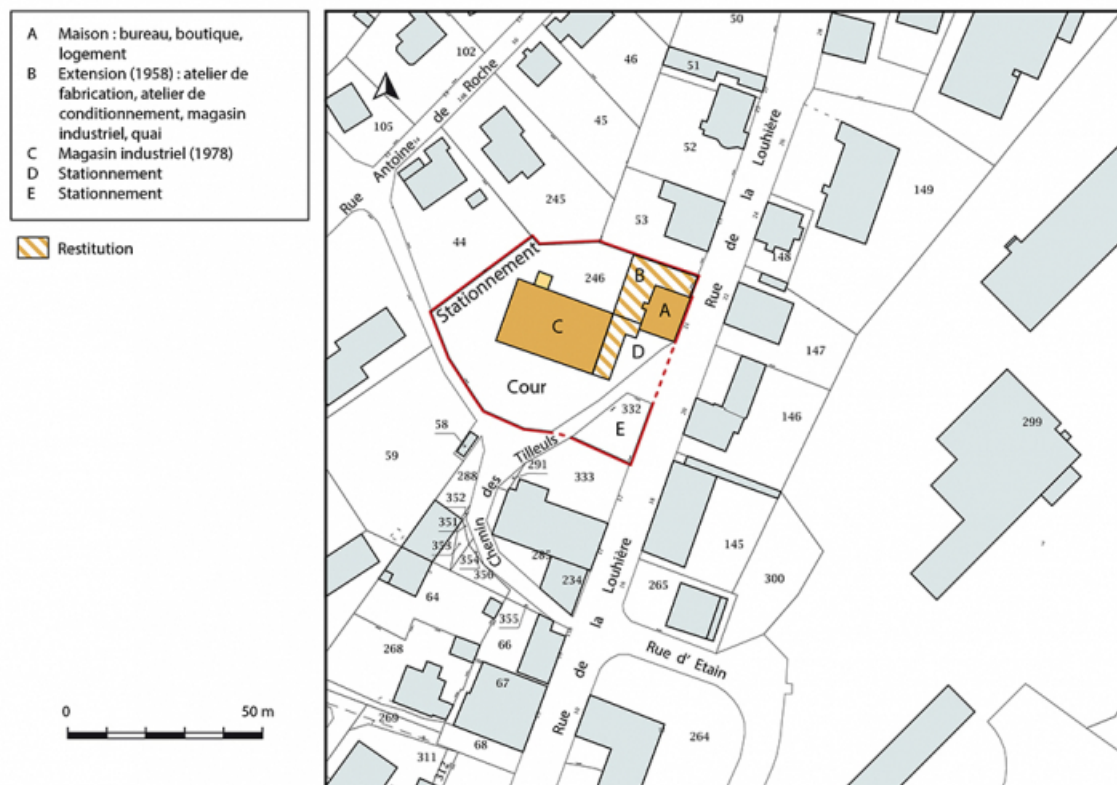 A Maison : bureau, boutique,
logement
B Extension (1958) : atelier de
fabrication, atelier de
conditionnement, magasin
industriel, quai
C Magasin industriel (1978)
D Stationnement
E Stationnement
Restitution
0 50 m
50
102
46
51
Rue Antoine de Roche
105
45
52
Rue de la Louhière
149
245
53
44
148
Stationnement
246
B
A
C
D
147
Cour
332
E
146
299
58
Chemin des Tilleuls
59
291
333
288
352
351
353
354
350
285
145
300
234
265
64
355
66
Rue d' Etain
268
67
Rue de la Louhière
269
68
264
311
312